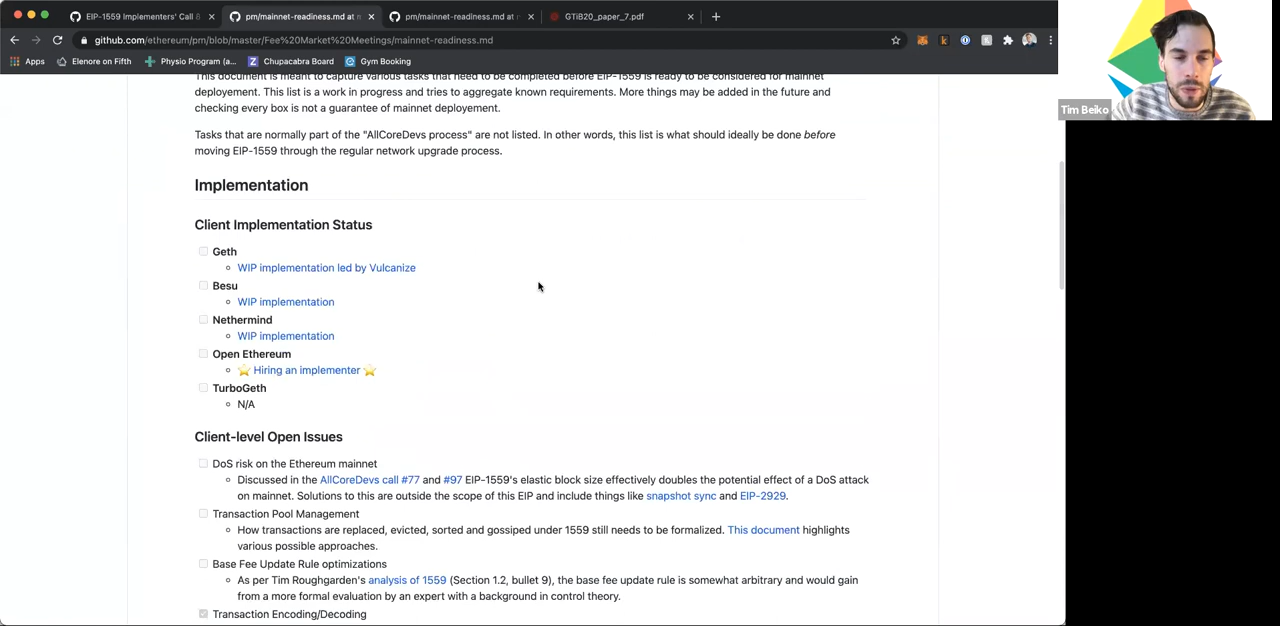 EIP-1559 Implementers' Call 8
pm/mainnet-readiness.md at m
pm/mainnet-readiness.md at
GTiB20_paper_7.pdf
github.com/ethereum/pm/blob/master/Fee%20Market%20Meetings/mainnet-readiness.md
Apps
Elenore on Fifth
Physio Program (a...
Chupacabra Board
Gym Booking
This document is meant to capture various tasks that need to be completed before EIP-1559 is ready to be considered for mainnet
deployement. This list is a work in progress and tries to aggregate known requirements. More things may be added in the future and
checking every box is not a guarantee of mainnet deployement.
Tasks that are normally part of the "AllCoreDevs process" are not listed. In other words, this list is what should ideally be done before
moving EIP-1559 through the regular network upgrade process.
Implementation
Client Implementation Status
Geth
WIP implementation led by Vulcanize
Besu
WIP implementation
Nethermind
WIP implementation
Open Ethereum
Hiring an implementer
TurboGeth
N/A
Client-level Open Issues
DoS risk on the Ethereum mainnet
Discussed in the AllCoreDevs call #77 and #97 EIP-1559's elastic block size effectively doubles the potential effect of a DoS attack
on mainnet. Solutions to this are outside the scope of this EIP and include things like snapshot sync and EIP-2929.
Transaction Pool Management
How transactions are replaced, evicted, sorted and gossiped under 1559 still needs to be formalized. This document highlights
various possible approaches.
Base Fee Update Rule optimizations
As per Tim Roughgarden's analysis of 1559 (Section 1.2, bullet 9), the base fee update rule is somewhat arbitrary and would gain
from a more formal evaluation by an expert with a background in control theory.
Transaction Encoding/Decoding
Tim Beiko